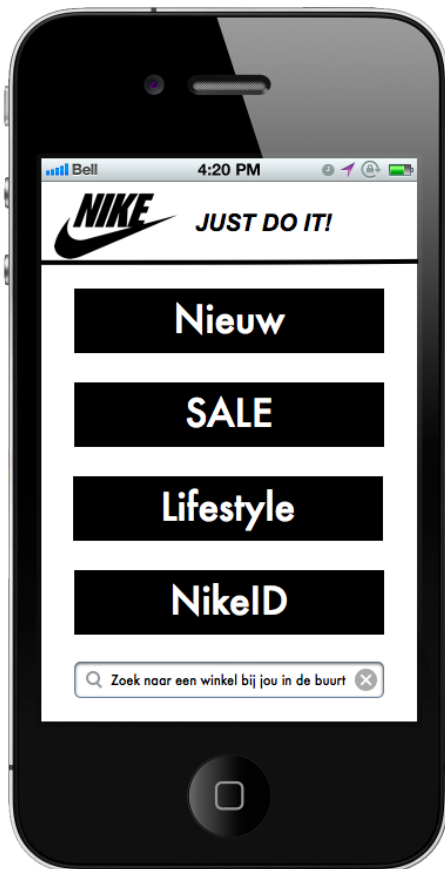 Bell 4:20 PM
NIKE
JUST DO IT!
Nieuw
SALE
Lifestyle
NikeID
Zoek naar een winkel bij jou in de buurt